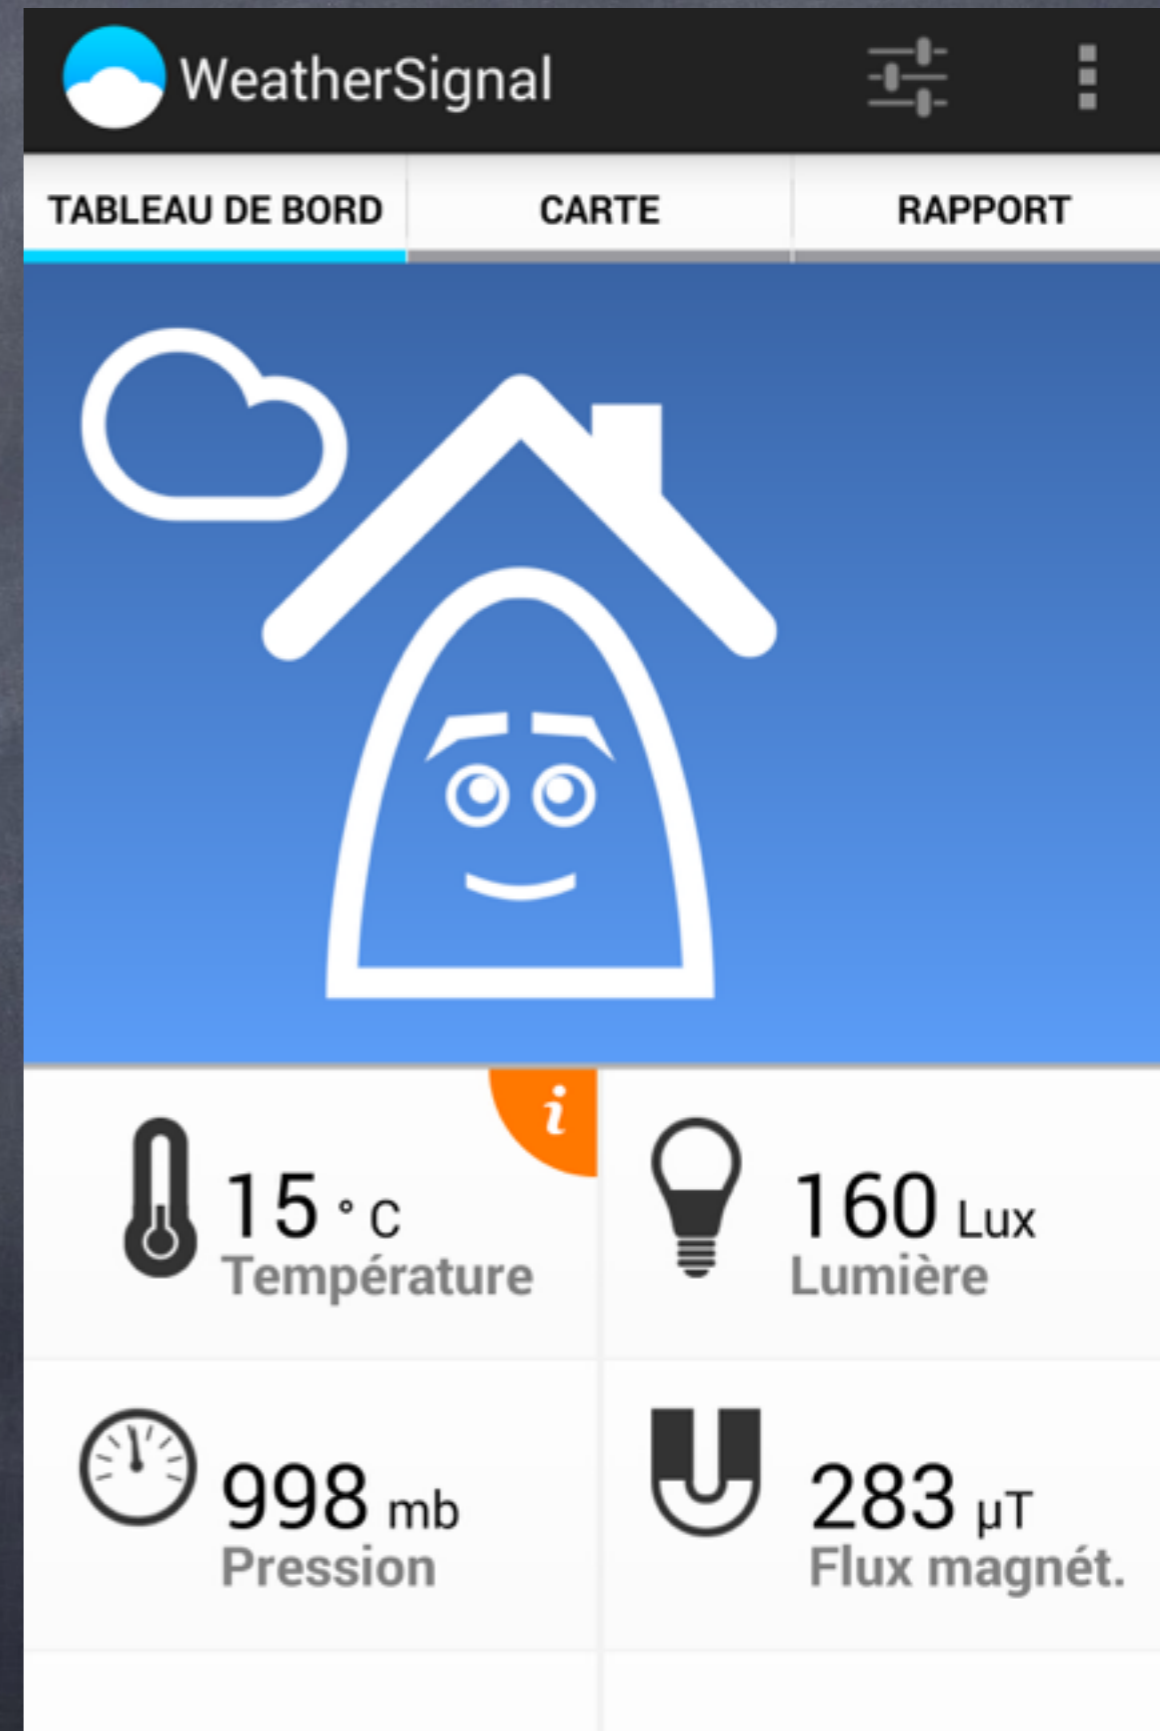 WeatherSignal
TABLEAU DE BORD
CARTE
RAPPORT
i
15 ° C
Température
160 Lux
Lumière
998 mb
Pression
283 µT
Flux magnét.